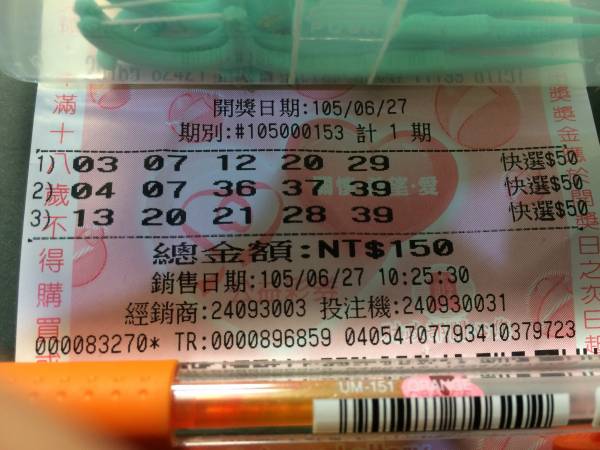 開獎日期:105/06/27
期別:#105000153 計 1 期
1) 03 07 12 20 29 快選$50
2) 04 07 36 37 39 快選$50
3) 13 20 21 28 39 快選$50
總金額:NT$150
銷售日期:105/06/27 10:25:30
經銷商:24093003 投注機:240930031
000083270* TR:0000896859 04054707793410379723
滿十八歲不得購買或
UM-151 ORANGE